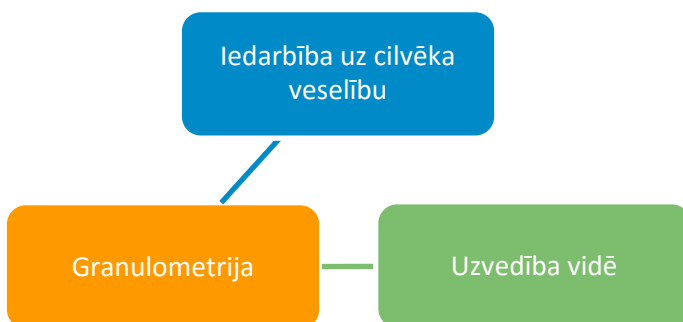 Iedarbība uz cilvēka
veselību
Granulometrija
Uzvedība vidē